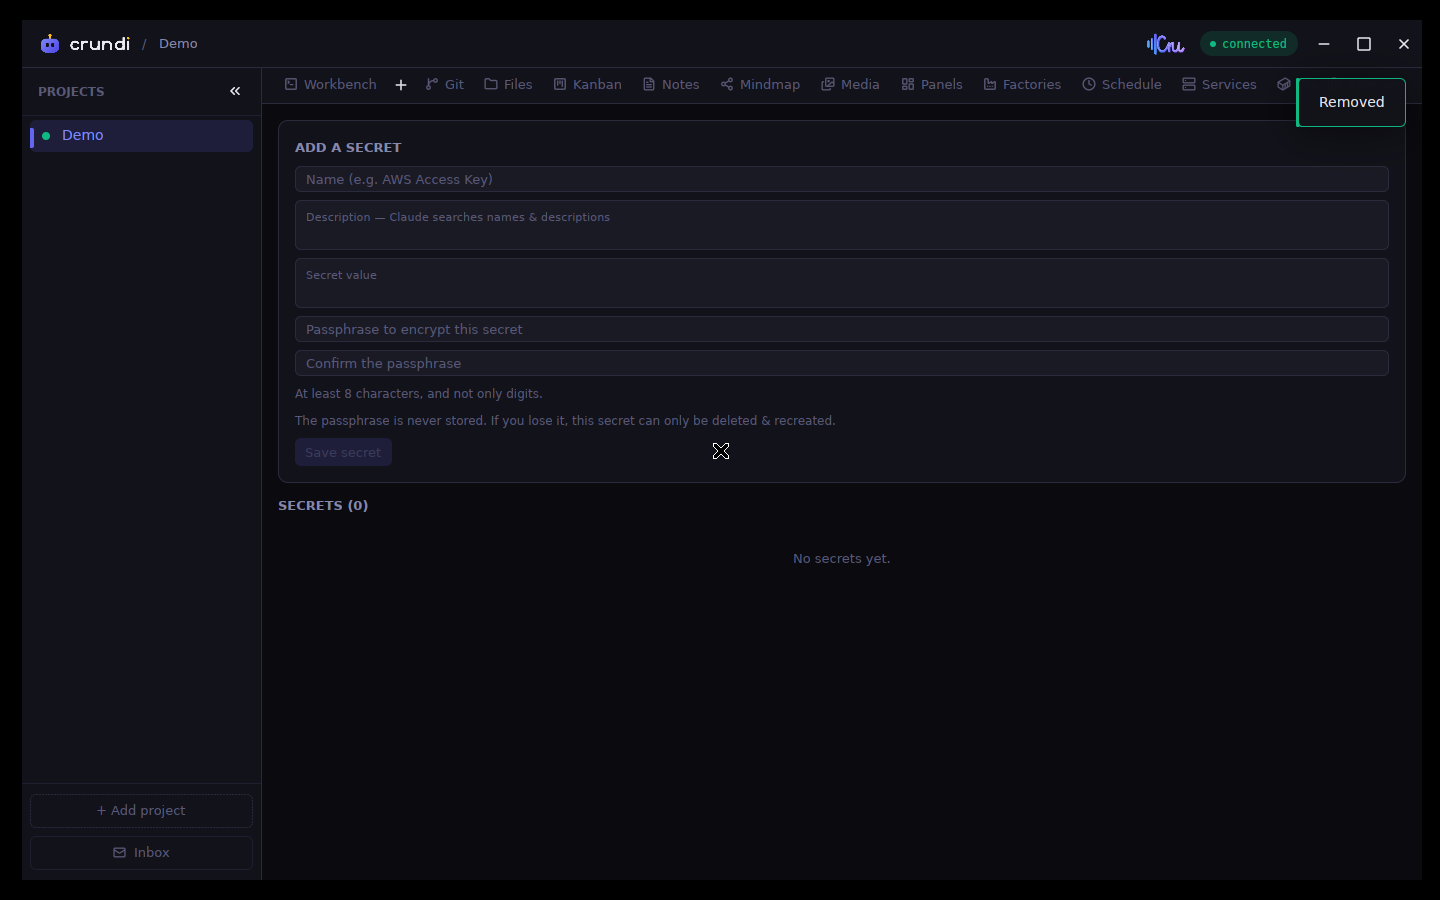 crundi / Demo
Cru
connected
PROJECTS
Workbench + Git Files Kanban Notes Mindmap Media Panels Factories Schedule Services
Removed
Demo
ADD A SECRET
Name (e.g. AWS Access Key)
Description — Claude searches names & descriptions
Secret value
Passphrase to encrypt this secret
Confirm the passphrase
At least 8 characters, and not only digits.
The passphrase is never stored. If you lose it, this secret can only be deleted & recreated.
Save secret
SECRETS (0)
No secrets yet.
+ Add project
Inbox